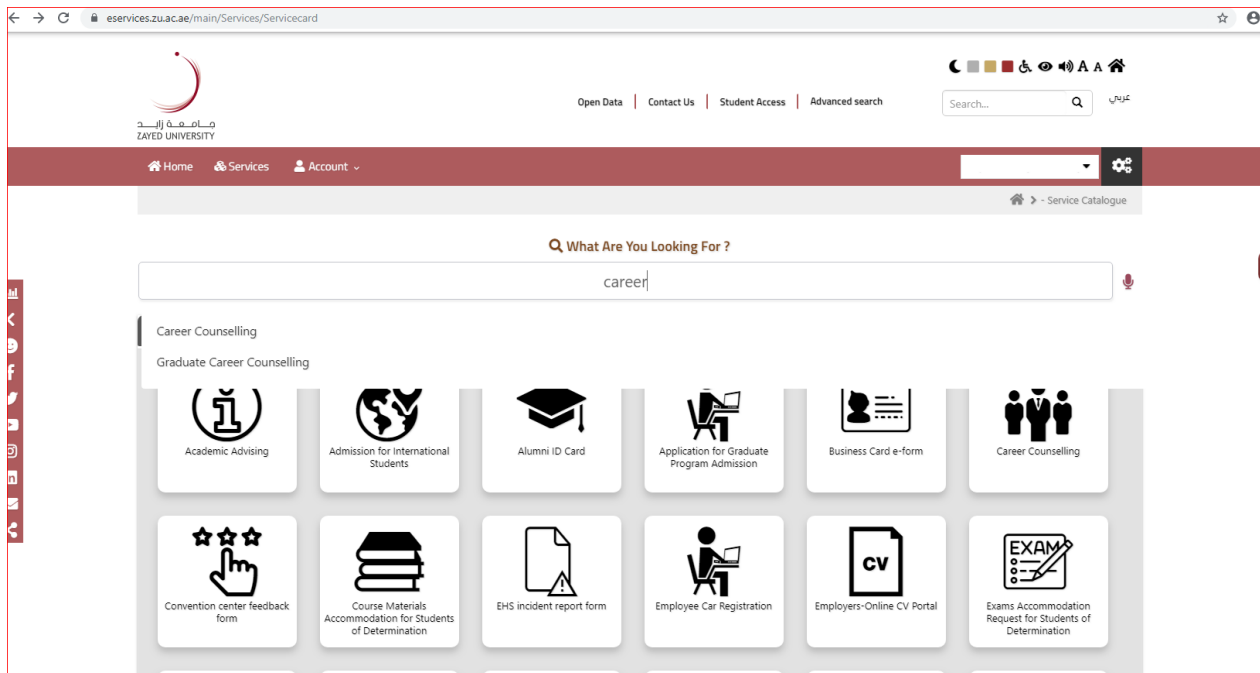 eservices.zu.ac.ae/main/Services/Servicecard
A A
Open Data
Contact Us
Student Access
Advanced search
Search...
عربي
جامعة زايد
ZAYED UNIVERSITY
Home
Services
Account
- Service Catalogue
What Are You Looking For ?
career
Career Counselling
Graduate Career Counselling
Academic Advising
Admission for International
Students
Alumni ID Card
Application for Graduate
Program Admission
Business Card e-form
Career Counselling
Convention center feedback
form
Course Materials
Accommodation for Students
of Determination
EHS incident report form
Employee Car Registration
CV
Employers-Online CV Portal
EXAM
Exams Accommodation
Request for Students of
Determination